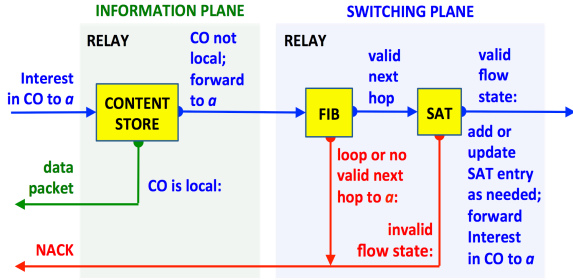 INFORMATION PLANE
SWITCHING PLANE
RELAY
CO not
local;
forward
to a
RELAY
Interest
in CO to a
CONTENT
STORE
FIB
valid
next
hop
SAT
valid
flow
state:
add or
update
SAT entry
as needed;
forward
Interest
in CO to a
data
packet
CO is local:
loop or no
valid next
hop to a:
invalid
flow state:
NACK